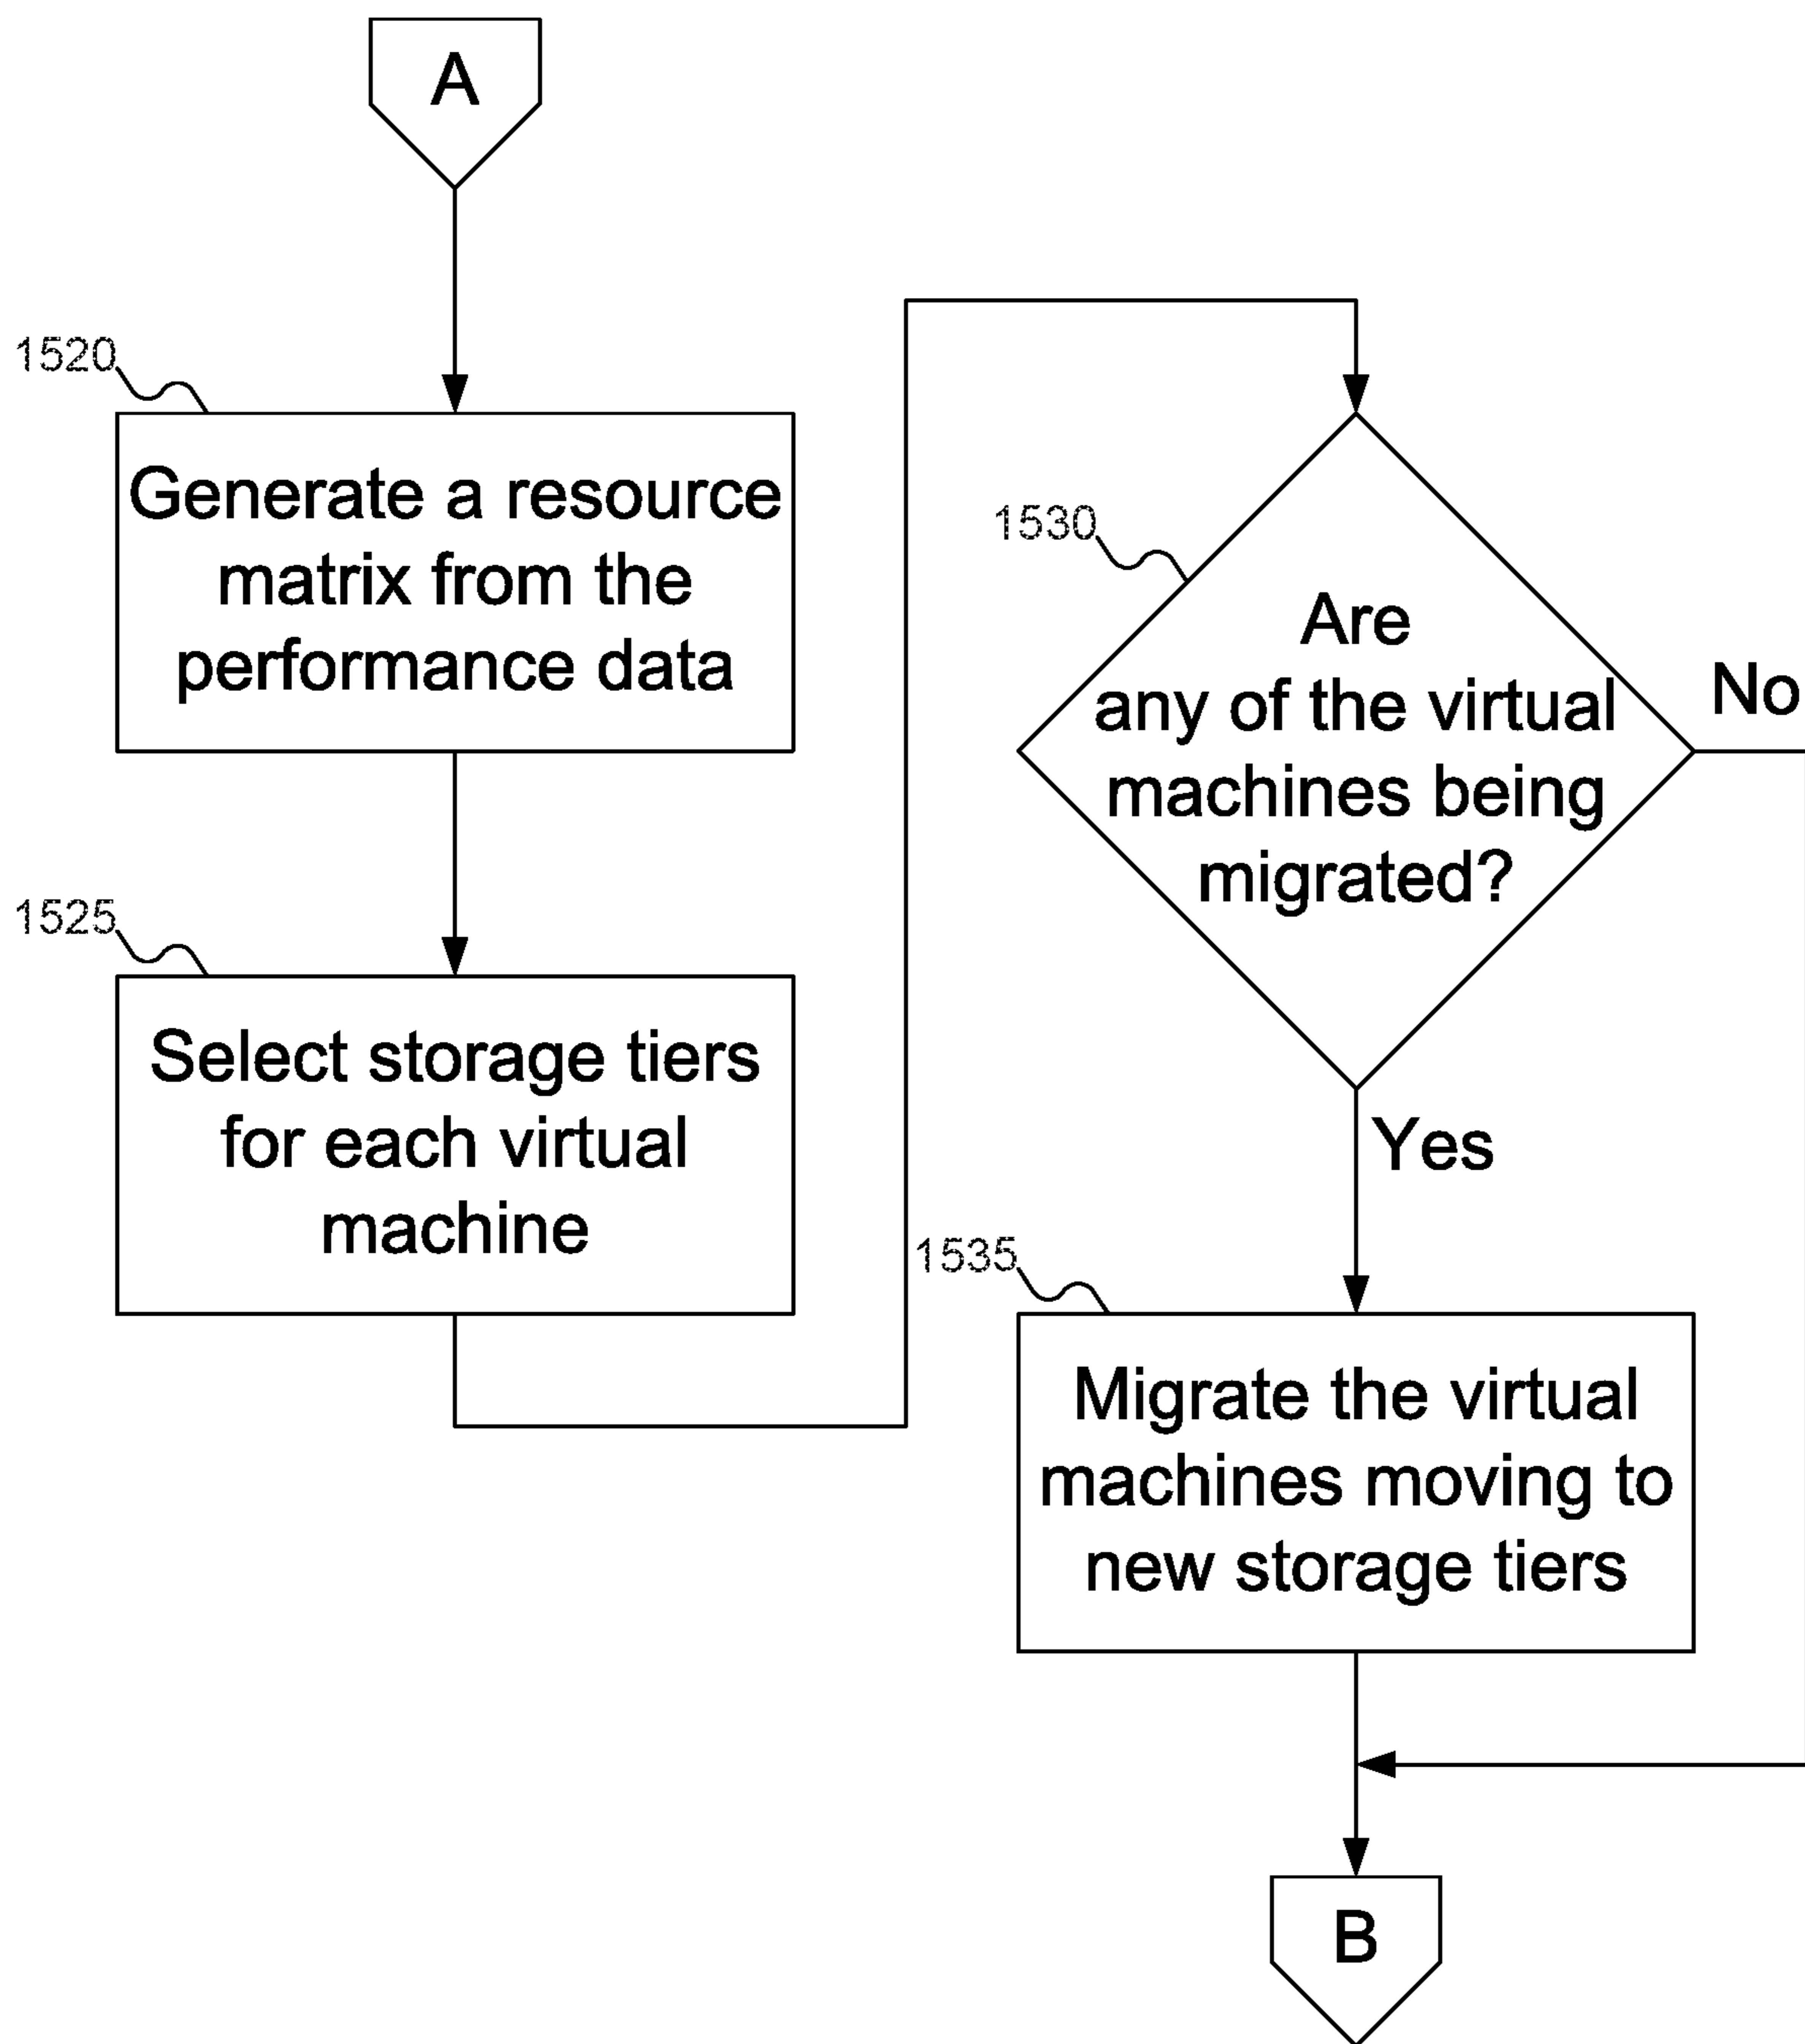 A
1520
Generate a resource
matrix from the
performance data
1525
Select storage tiers
for each virtual
machine
1530
Are
any of the virtual
machines being
migrated?
No
Yes
1535
Migrate the virtual
machines moving to
new storage tiers
B